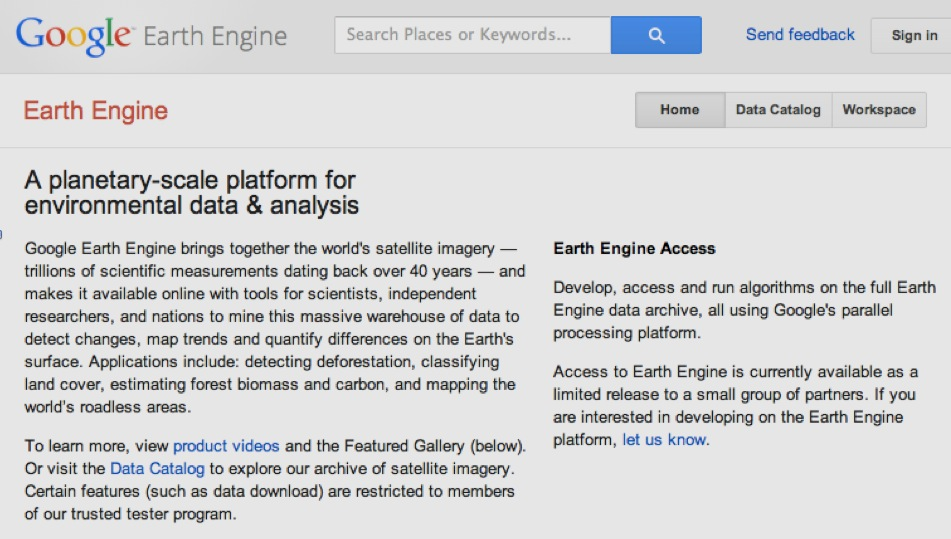 Google™ Earth Engine
Search Places or Keywords...
Send feedback
Sign in
Earth Engine
Home
Data Catalog
Workspace
A planetary-scale platform for
environmental data & analysis
Google Earth Engine brings together the world's satellite imagery —
trillions of scientific measurements dating back over 40 years — and
makes it available online with tools for scientists, independent
researchers, and nations to mine this massive warehouse of data to
detect changes, map trends and quantify differences on the Earth's
surface. Applications include: detecting deforestation, classifying
land cover, estimating forest biomass and carbon, and mapping the
world's roadless areas.
To learn more, view product videos and the Featured Gallery (below).
Or visit the Data Catalog to explore our archive of satellite imagery.
Certain features (such as data download) are restricted to members
of our trusted tester program.
Earth Engine Access
Develop, access and run algorithms on the full Earth
Engine data archive, all using Google's parallel
processing platform.
Access to Earth Engine is currently available as a
limited release to a small group of partners. If you
are interested in developing on the Earth Engine
platform, let us know.